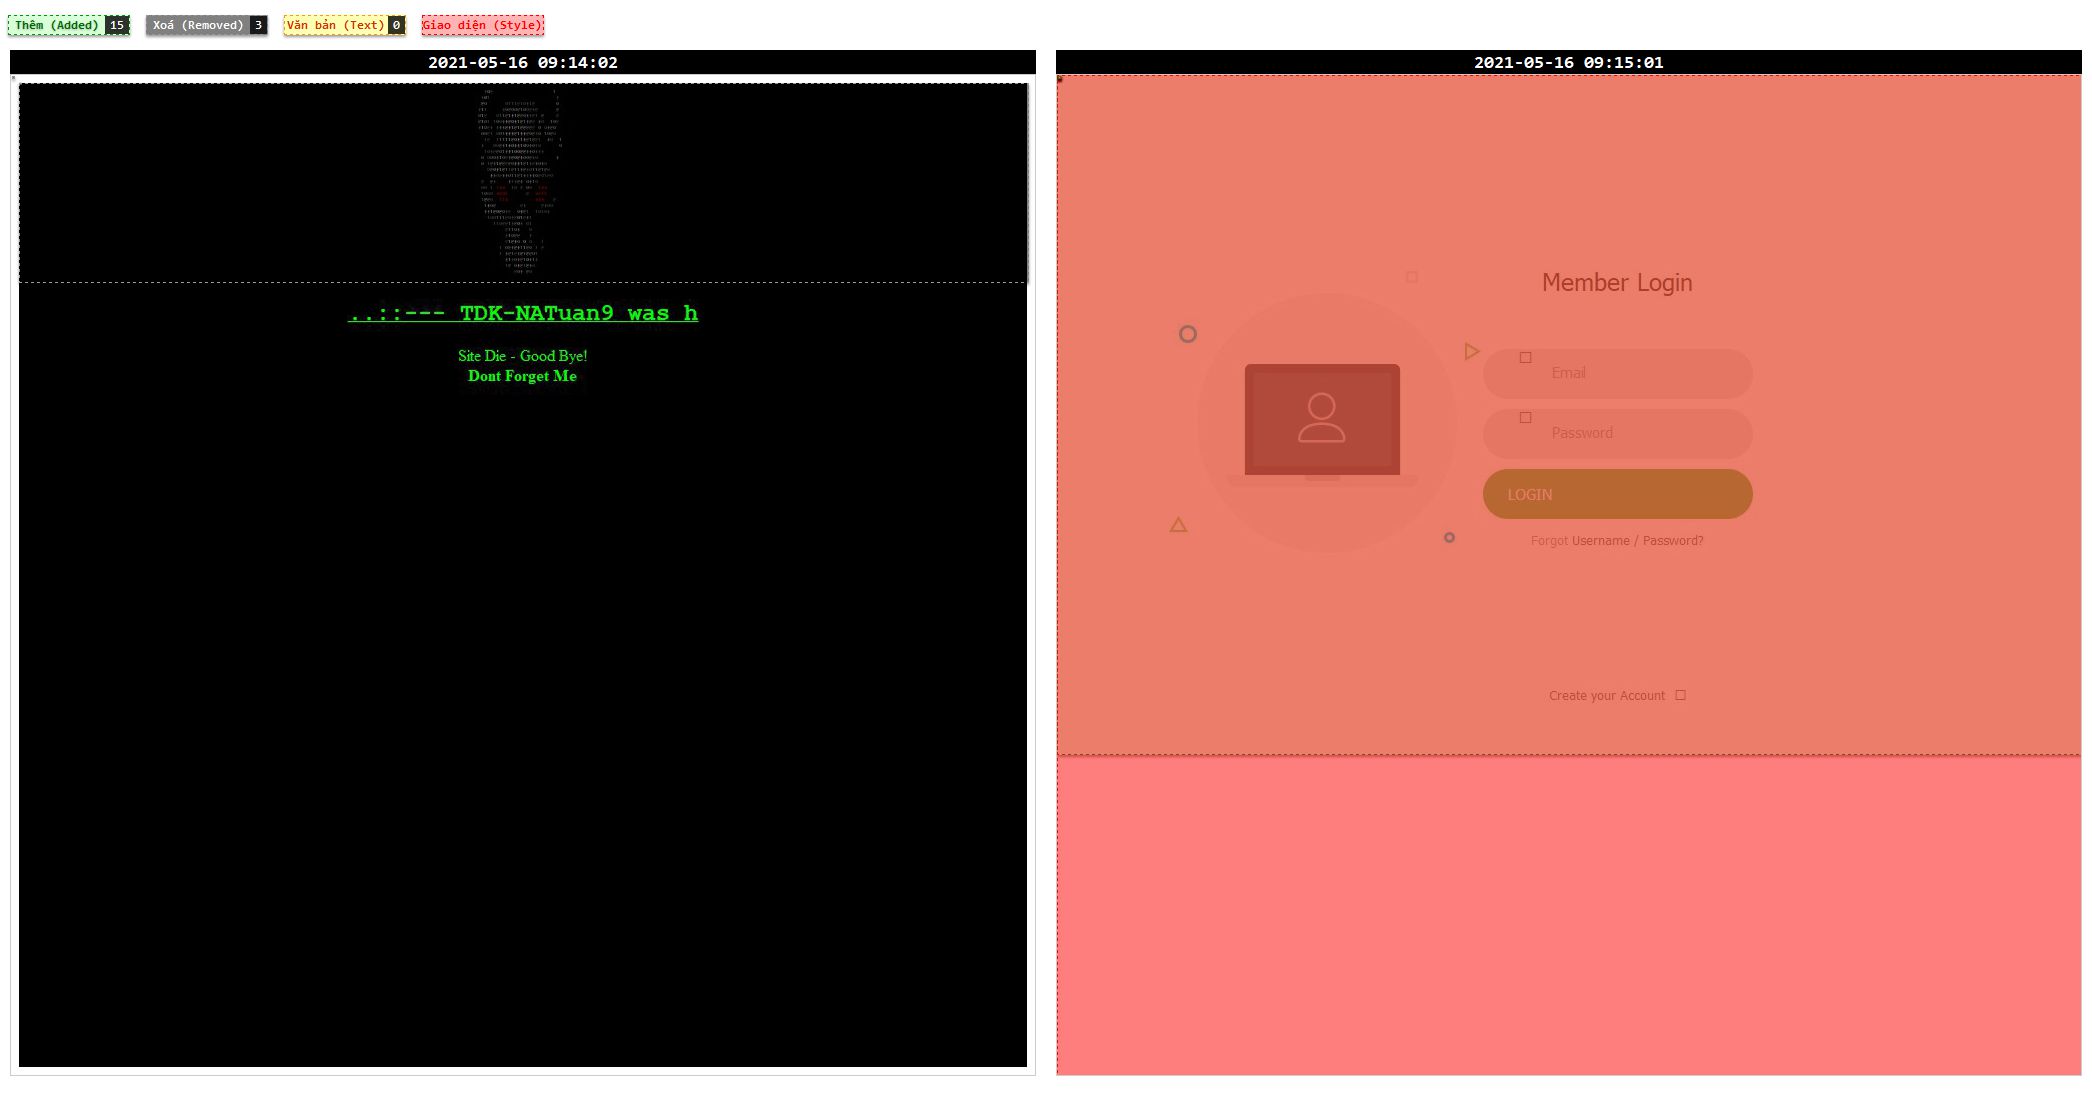 Thêm (Added) 15
Xoá (Removed) 3
Văn bản (Text) 0
Giao diện (Style)
2021-05-16 09:14:02
..::--- TDK-NATuan9 was h
Site Die - Good Bye!
Dont Forget Me
2021-05-16 09:15:01
Member Login
Email
Password
LOGIN
Forgot Username / Password?
Create your Account